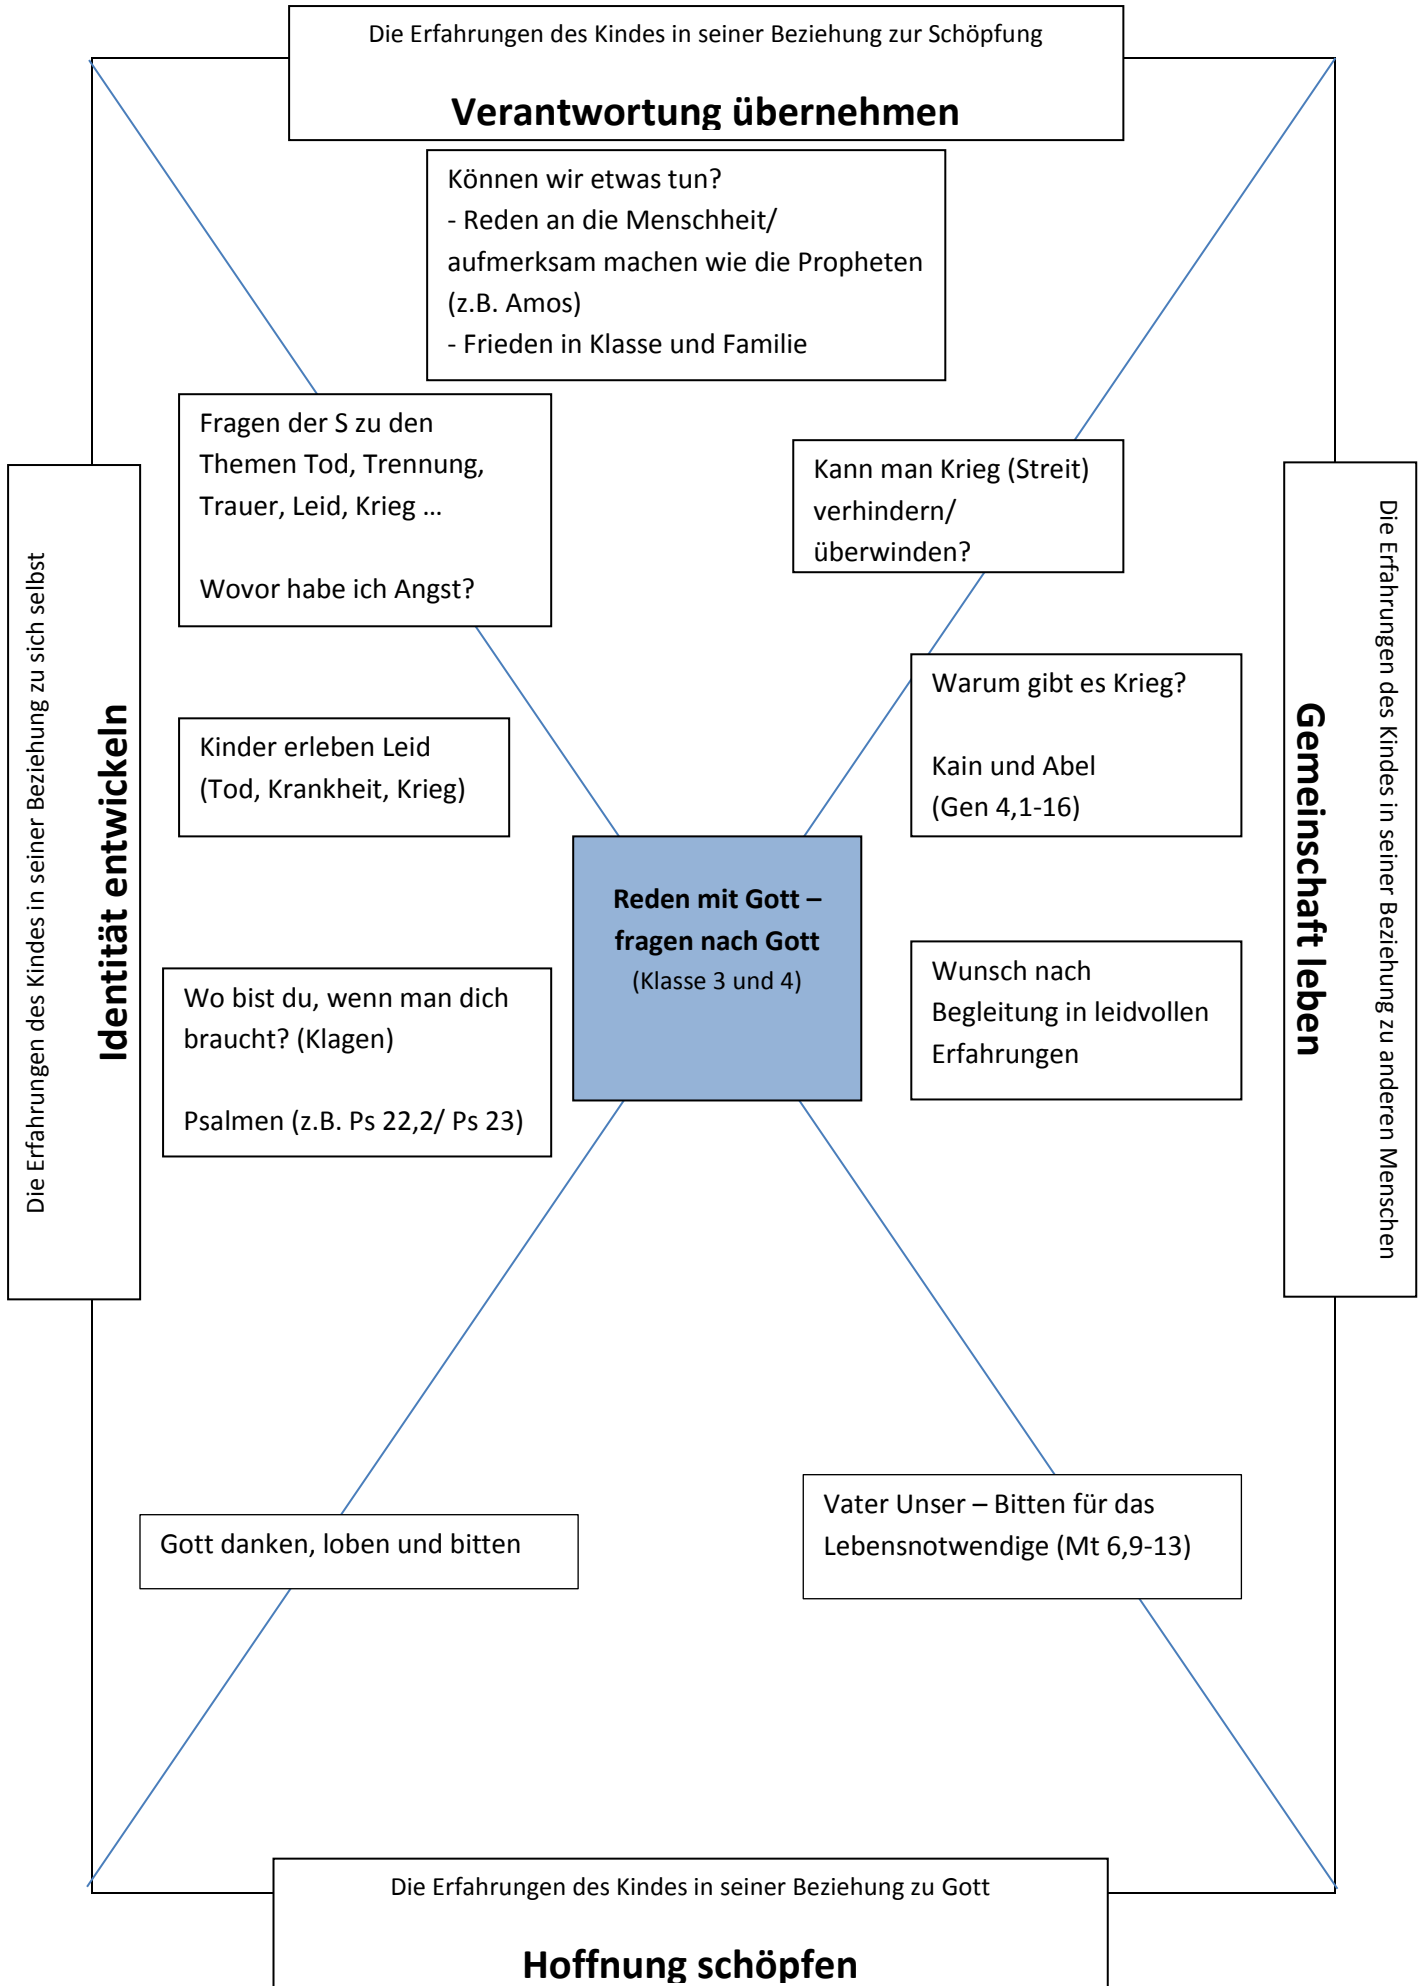 Die Erfahrungen des Kindes in seiner Beziehung zur Schöpfung
Verantwortung übernehmen
Können wir etwas tun?
- Reden an die Menschheit/
aufmerksam machen wie die Propheten
(z.B. Amos)
- Frieden in Klasse und Familie
Fragen der S zu den
Themen Tod, Trennung,
Trauer, Leid, Krieg ...
Wovor habe ich Angst?
Kann man Krieg (Streit)
verhindern/
überwinden?
Die Erfahrungen des Kindes in seiner Beziehung zu sich selbst
Identität entwickeln
Kinder erleben Leid
(Tod, Krankheit, Krieg)
Warum gibt es Krieg?
Kain und Abel
(Gen 4,1-16)
Die Erfahrungen des Kindes in seiner Beziehung zu anderen Menschen
Gemeinschaft leben
Reden mit Gott –
fragen nach Gott
(Klasse 3 und 4)
Wo bist du, wenn man dich
braucht? (Klagen)
Psalmen (z.B. Ps 22,2/ Ps 23)
Wunsch nach
Begleitung in leidvollen
Erfahrungen
Gott danken, loben und bitten
Vater Unser – Bitten für das
Lebensnotwendige (Mt 6,9-13)
Die Erfahrungen des Kindes in seiner Beziehung zu Gott
Hoffnung schöpfen